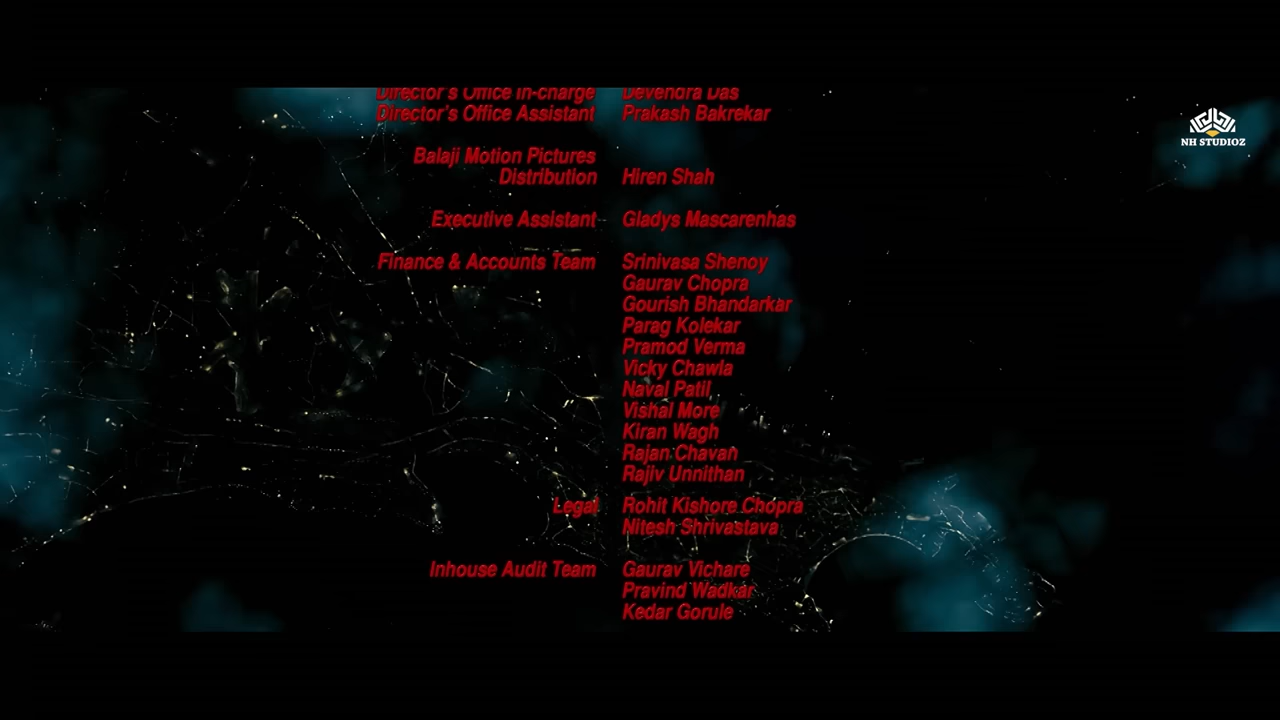 Director's Office In-charge Devendra Das
Director's Office Assistant Prakash Bakrekar
NH STUDIOZ
Balaji Motion Pictures
Distribution Hiren Shah
Executive Assistant Gladys Mascarenhas
Finance & Accounts Team Srinivasa Shenoy
Gaurav Chopra
Gourish Bhandarkar
Parag Kolekar
Pramod Verma
Vicky Chawla
Naval Patil
Vishal More
Kiran Wagh
Rajan Chavan
Rajiv Unnithan
Legal Rohit Kishore Chopra
Nitesh Shrivastava
Inhouse Audit Team Gaurav Vichare
Pravind Wadkar
Kedar Gorule